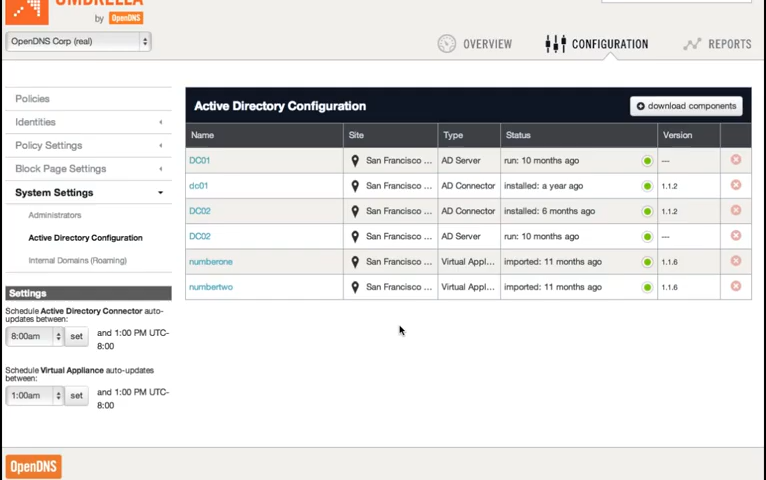 UMBRELLA
by OpenDNS
OpenDNS Corp (real)
OVERVIEW
CONFIGURATION
REPORTS
Policies
Identities
Policy Settings
Block Page Settings
System Settings
Administrators
Active Directory Configuration
Internal Domains (Roaming)
Settings
Schedule Active Directory Connector auto-
updates between:
8:00am set and 1:00 PM UTC-
8:00
Schedule Virtual Appliance auto-updates
between:
1:00am set and 1:00 PM UTC-
8:00
Active Directory Configuration
download components
Name Site Type Status Version
DC01 San Francisco ... AD Server run: 10 months ago ---
dc01 San Francisco ... AD Connector installed: a year ago 1.1.2
DC02 San Francisco ... AD Connector installed: 6 months ago 1.1.2
DC02 San Francisco ... AD Server run: 10 months ago ---
numberone San Francisco ... Virtual Appl... imported: 11 months ago 1.1.6
numbertwo San Francisco ... Virtual Appl... imported: 11 months ago 1.1.6
OpenDNS